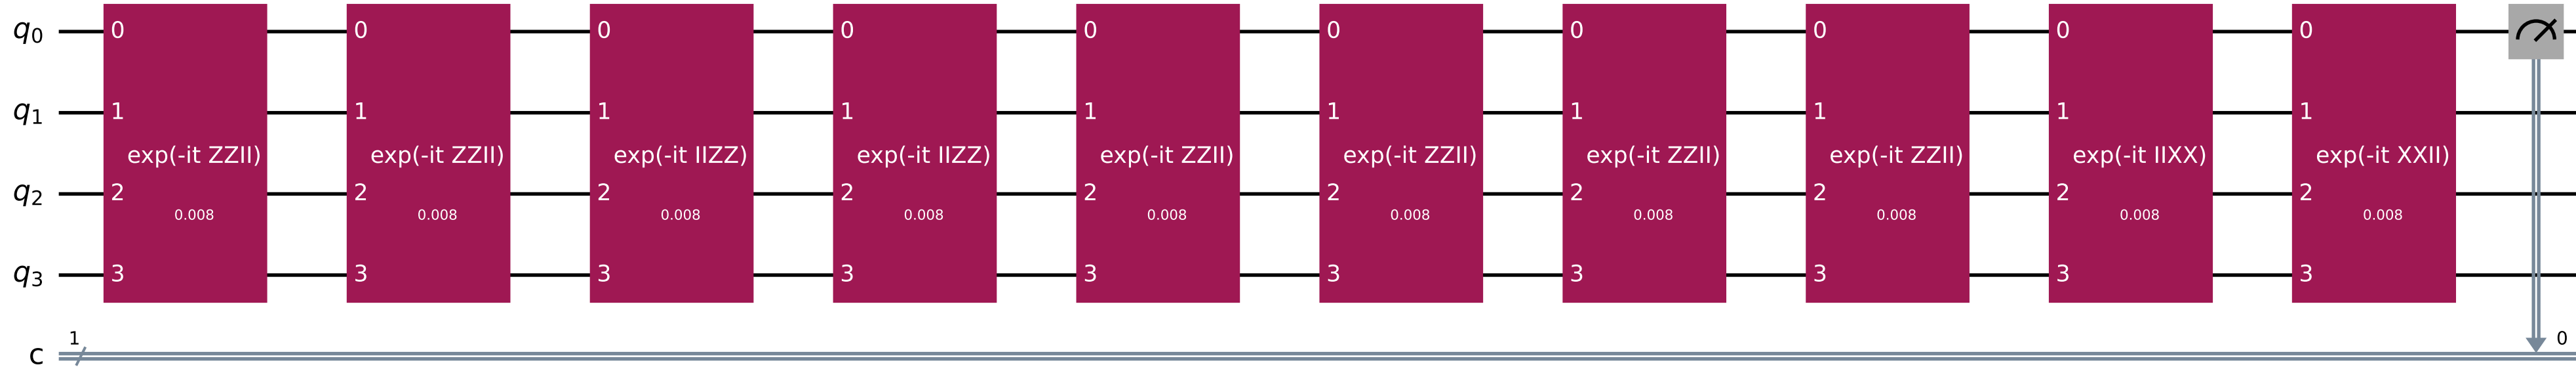 q0 0 0 0 0 0 0 0 0 0 0
q1 1 1 1 1 1 1 1 1 1 1
exp(-it ZZII) exp(-it ZZII) exp(-it IIZZ) exp(-it IIZZ) exp(-it ZZII) exp(-it ZZII) exp(-it ZZII) exp(-it ZZII) exp(-it IIXX) exp(-it XXII)
q2 2 2 2 2 2 2 2 2 2 2
0.008 0.008 0.008 0.008 0.008 0.008 0.008 0.008 0.008 0.008
q3 3 3 3 3 3 3 3 3 3 3
1 0
c